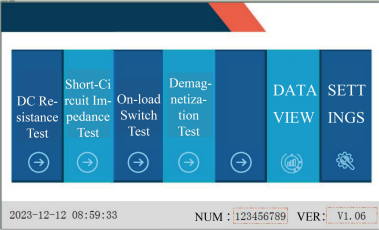 DC Re-
sistance
Test
Short-Ci
rcuit Im-
pedance
Test
On-load
Switch
Test
Demag-
netiza-
tion
Test
DATA
VIEW
SETT
INGS
2023-12-12 08:59:33 NUM : 123456789 VER: V1.06